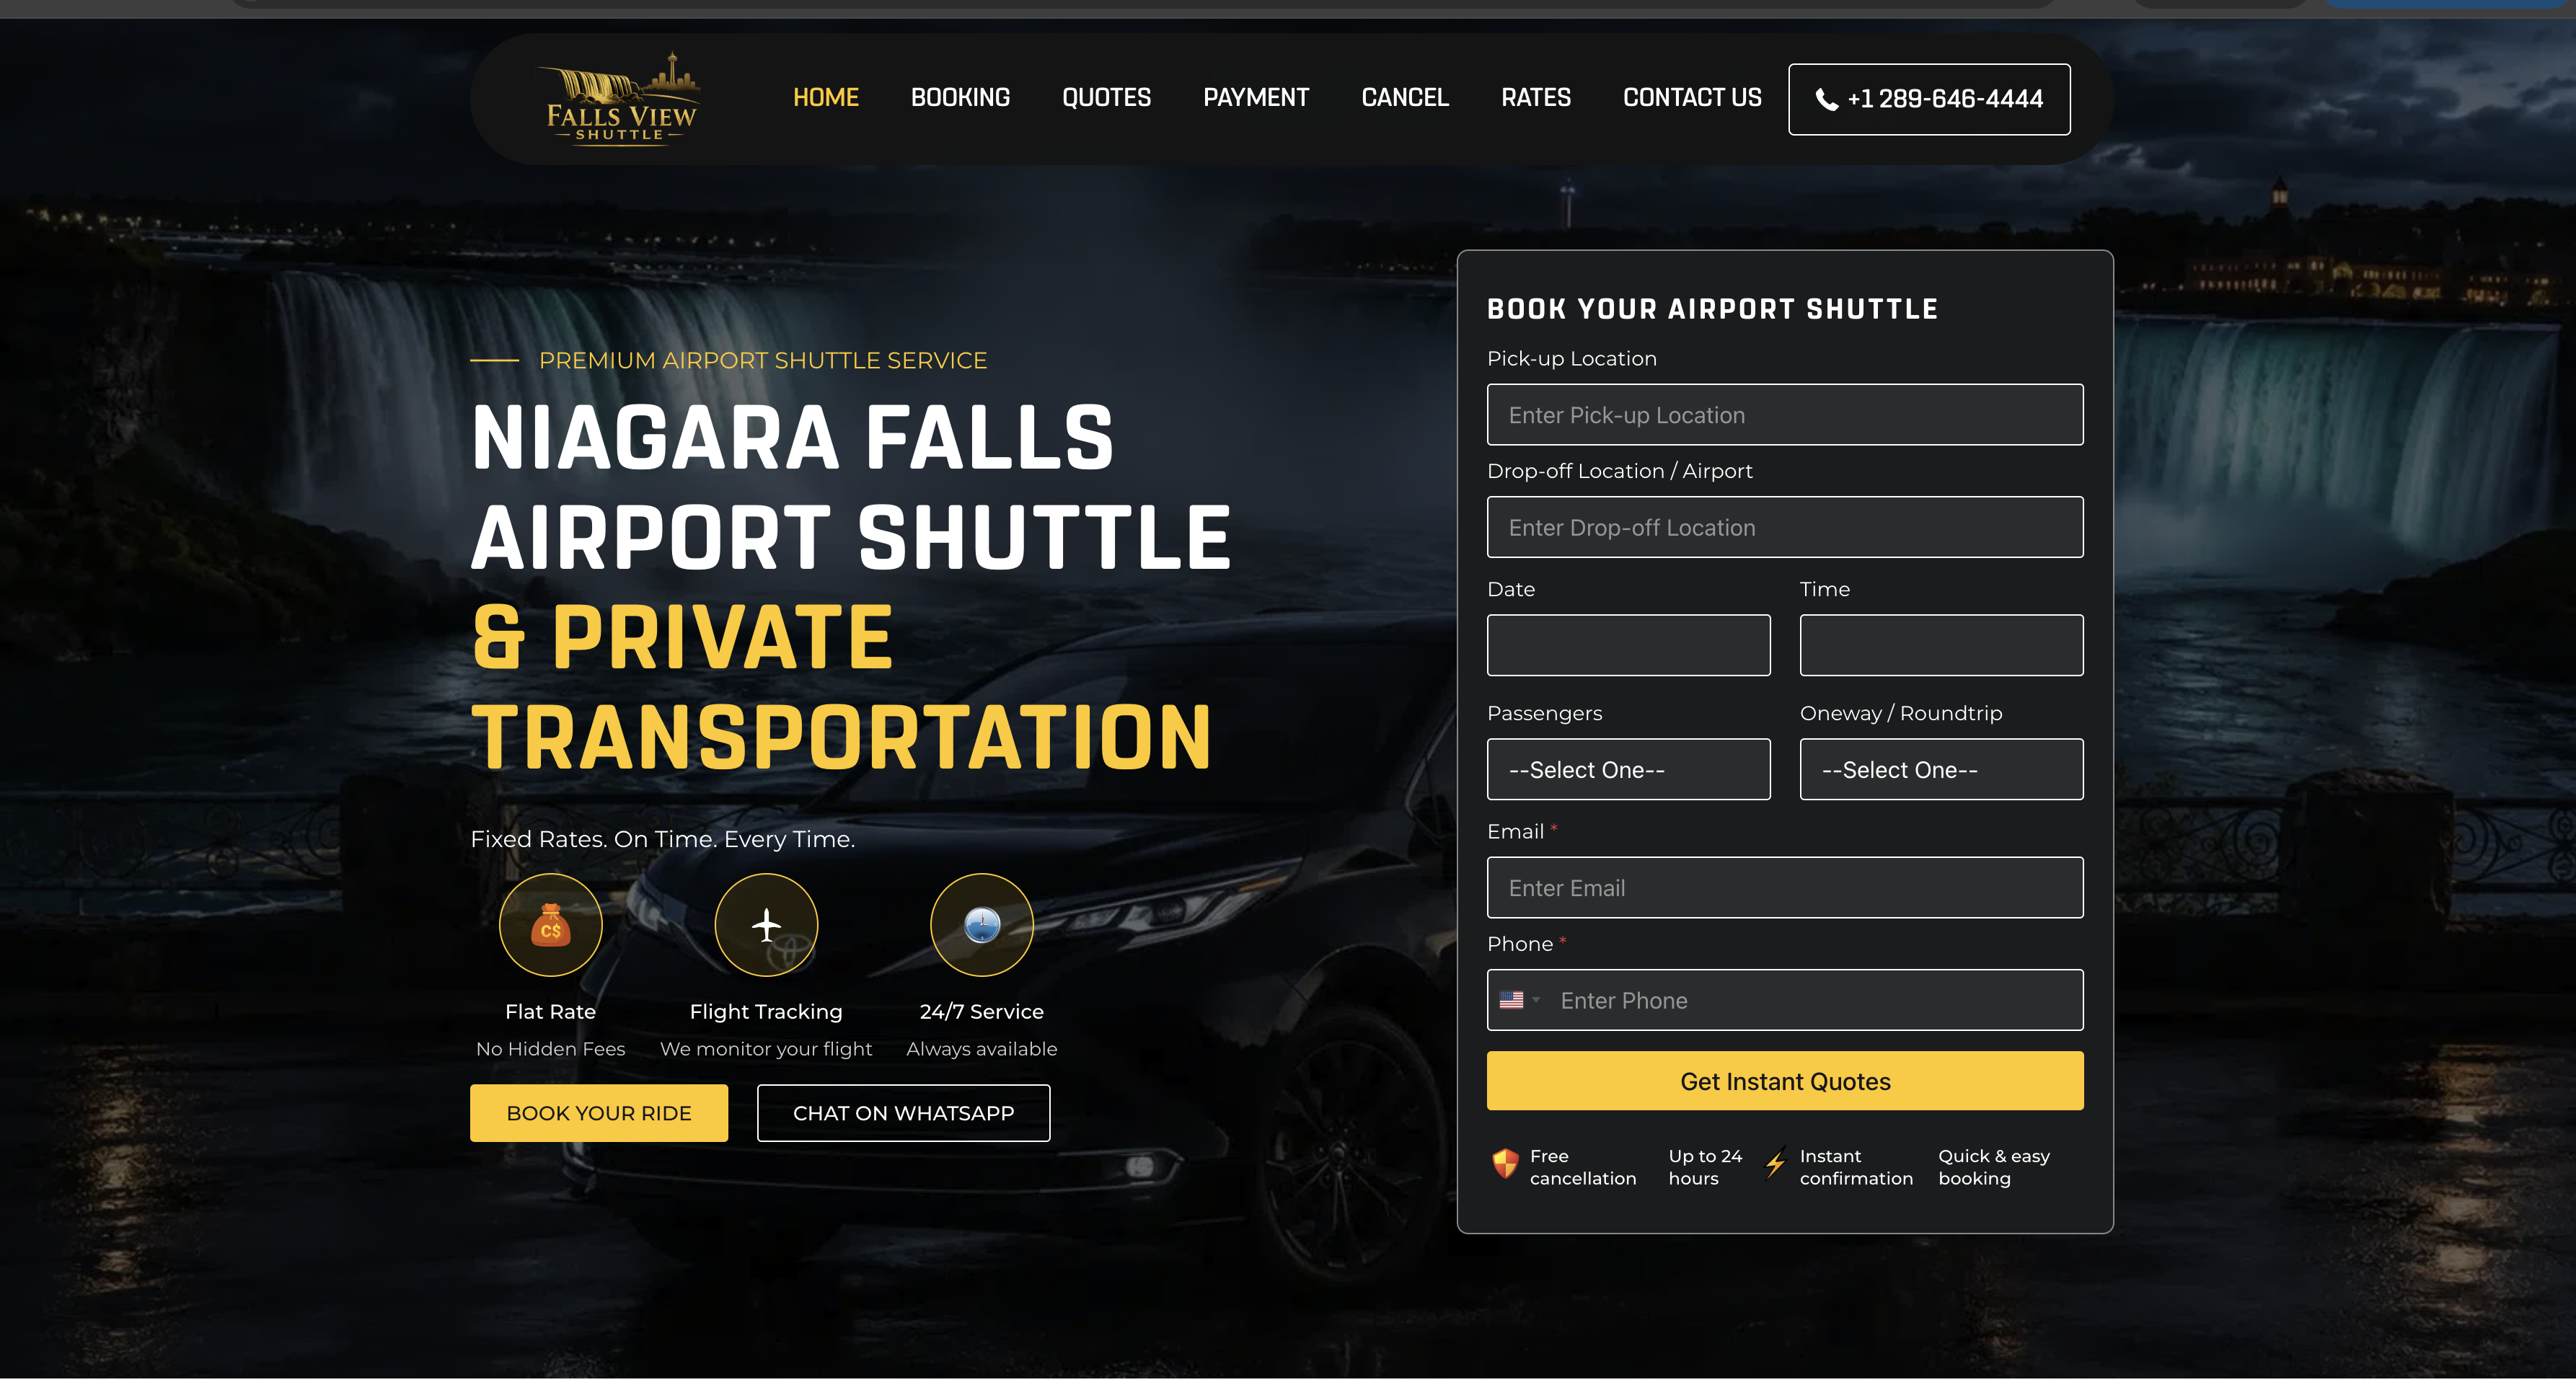 FALLS VIEW
SHUTTLE
HOME
BOOKING
QUOTES
PAYMENT
CANCEL
RATES
CONTACT US
+1 289-646-4444
PREMIUM AIRPORT SHUTTLE SERVICE
NIAGARA FALLS
AIRPORT SHUTTLE
& PRIVATE
TRANSPORTATION
Fixed Rates. On Time. Every Time.
C$
Flat Rate
No Hidden Fees
Flight Tracking
We monitor your flight
24/7 Service
Always available
BOOK YOUR RIDE
CHAT ON WHATSAPP
BOOK YOUR AIRPORT SHUTTLE
Pick-up Location
Enter Pick-up Location
Drop-off Location / Airport
Enter Drop-off Location
Date
Time
Passengers
Oneway / Roundtrip
--Select One--
--Select One--
Email *
Enter Email
Phone *
Enter Phone
Get Instant Quotes
Free
cancellation
Up to 24
hours
Instant
confirmation
Quick & easy
booking